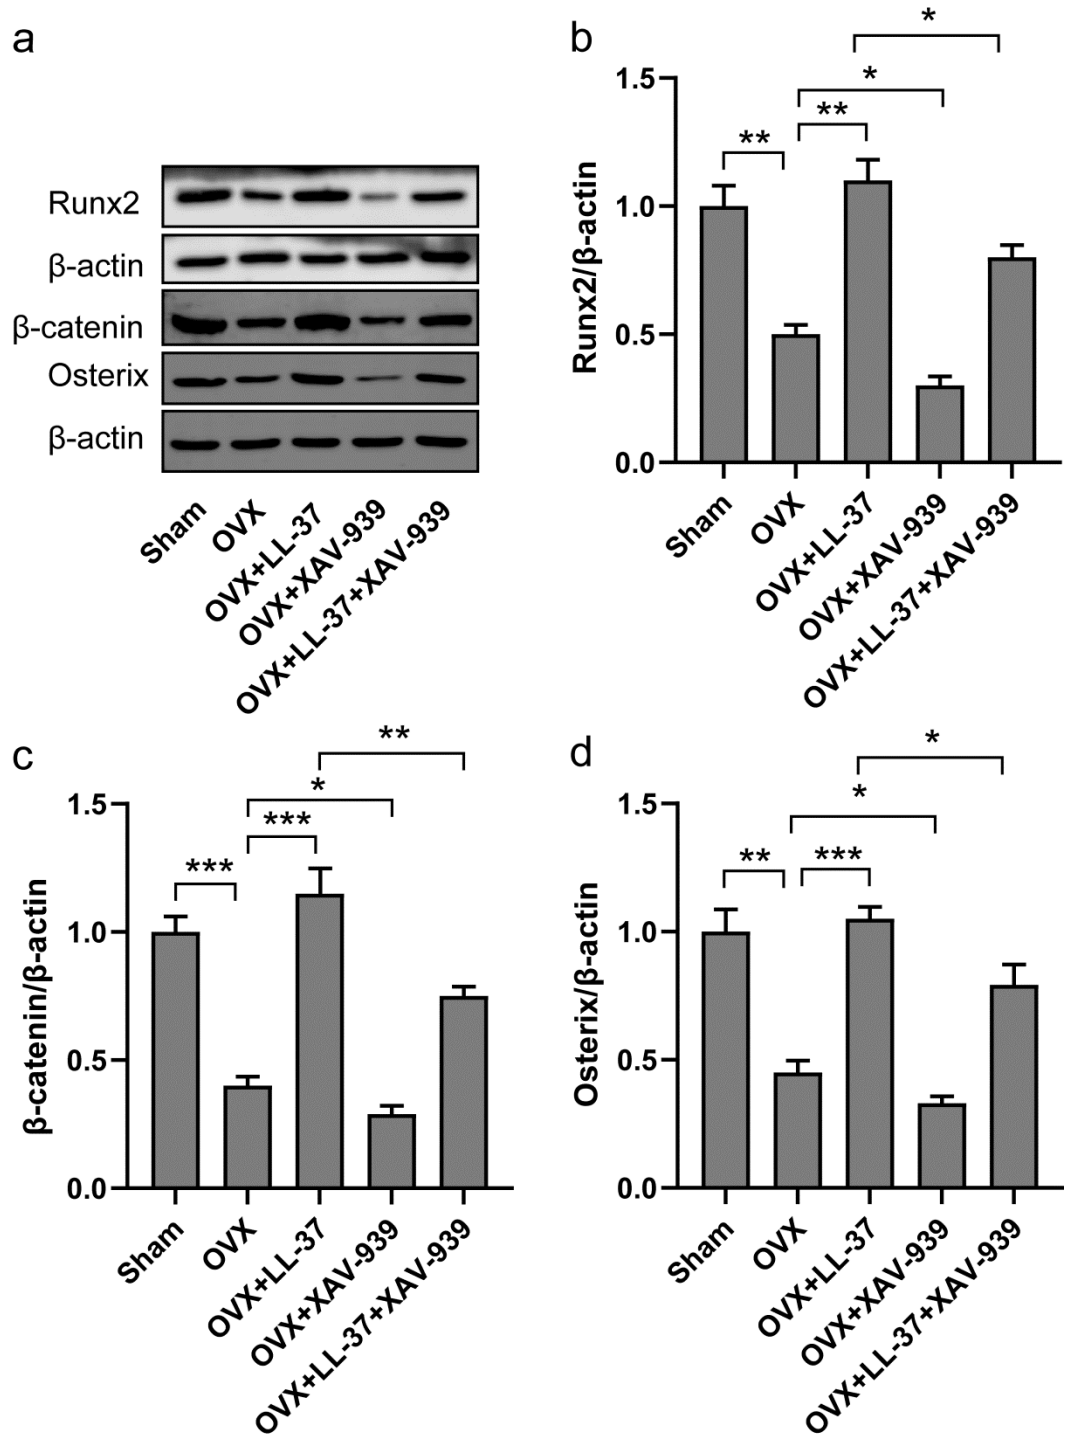 a
Runx2
β-actin
β-catenin
Osterix
β-actin
Sham
OVX
OVX+LL-37
OVX+XAV-939
OVX+LL-37+XAV-939
b
*
*
**
**
1.5
1.0
0.5
0.0
Runx2/β-actin
Sham
OVX
OVX+LL-37
OVX+XAV-939
OVX+LL-37+XAV-939
c
**
*
***
***
1.5
1.0
0.5
0.0
β-catenin/β-actin
Sham
OVX
OVX+LL-37
OVX+XAV-939
OVX+LL-37+XAV-939
d
*
*
**
***
1.5
1.0
0.5
0.0
Osterix/β-actin
Sham
OVX
OVX+LL-37
OVX+XAV-939
OVX+LL-37+XAV-939